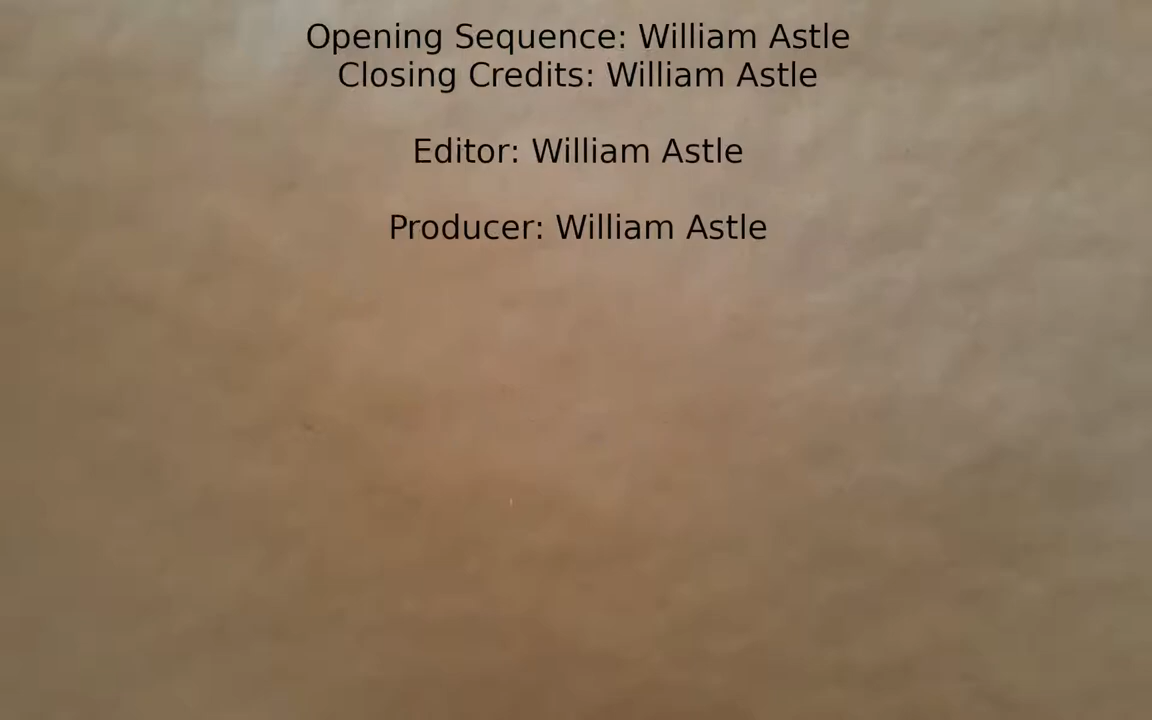 Opening Sequence: William Astle
Closing Credits: William Astle
Editor: William Astle
Producer: William Astle